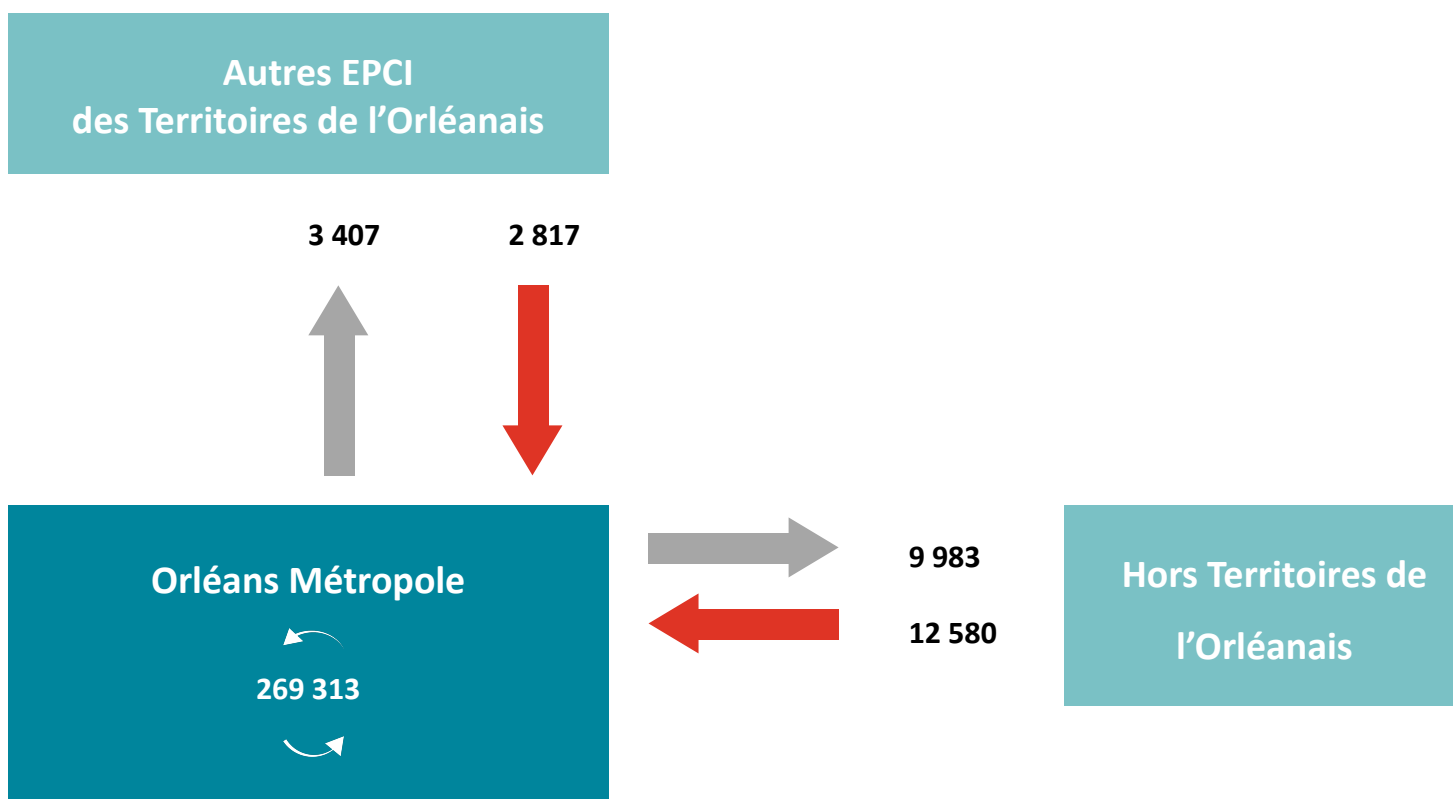 Autres EPCI
des Territoires de l’Orléanais
3 407
2 817
Orléans Métropole
269 313
9 983
12 580
Hors Territoires de
l’Orléanais